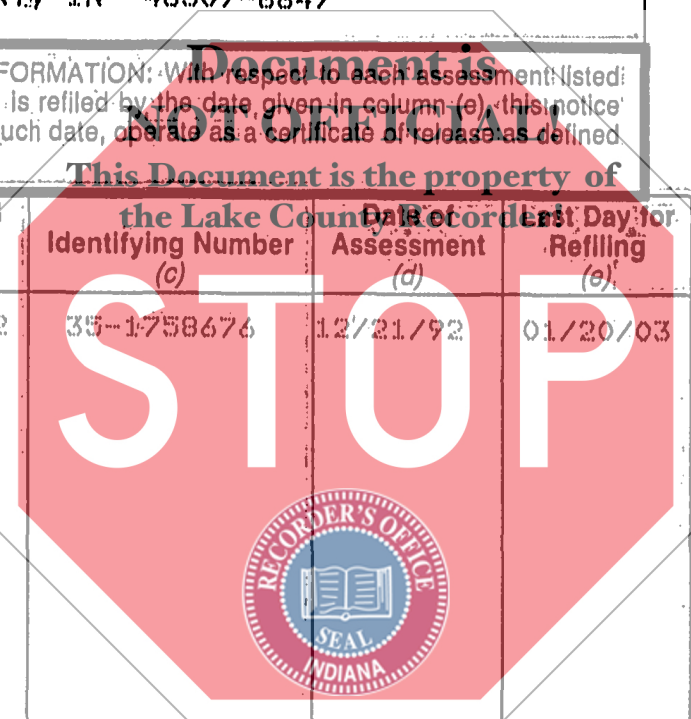 IN 46607-6647
Document is
FORMATION: With respect to each assessment listed
is refiled by the date given in column (e), this notice
NOT OFFICIAL!
uch date, operate as a certificate of release as defined
This Document is the property of
the Lake County Recorder!
Identifying Number
(c)
Date of
Assessment
(d)
Last Day for
Refiling
(e)
35-1758676
12/21/92
01/20/03
STOP
RECORDER'S OFFICE
SEAL
INDIANA